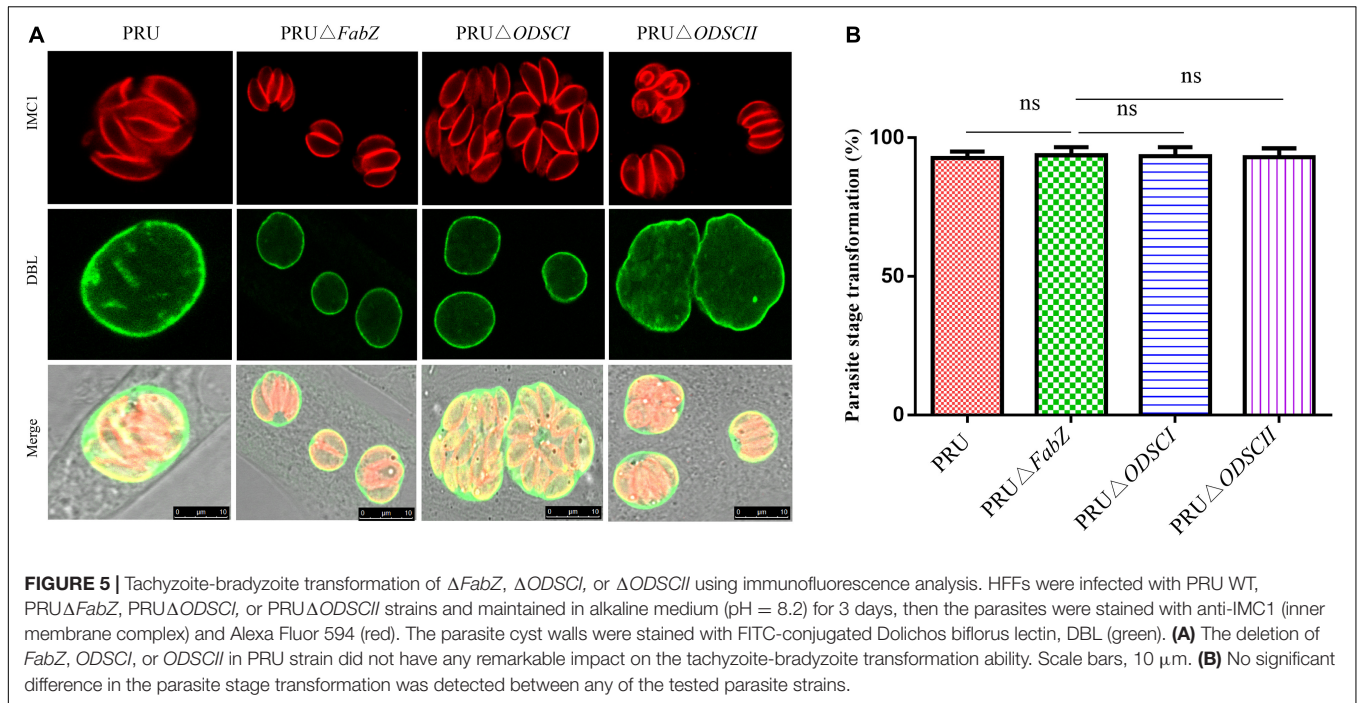 A
PRU
PRU△FabZ
PRU△ODSCI
PRU△ODSCII
IMC1
DBL
Merge
0 µm 10
0 µm 10
0 µm 10
0 µm 10
B
Parasite stage transformation (%)
100
50
0
ns
ns
ns
PRU
PRU△FabZ
PRU△ODSCI
PRU△ODSCII
FIGURE 5 | Tachyzoite-bradyzoite transformation of ΔFabZ, ΔODSCI, or ΔODSCII using immunofluorescence analysis. HFFs were infected with PRU WT,
PRUΔFabZ, PRUΔODSCI, or PRUΔODSCII strains and maintained in alkaline medium (pH = 8.2) for 3 days, then the parasites were stained with anti-IMC1 (inner
membrane complex) and Alexa Fluor 594 (red). The parasite cyst walls were stained with FITC-conjugated Dolichos biflorus lectin, DBL (green). (A) The deletion of
FabZ, ODSCI, or ODSCII in PRU strain did not have any remarkable impact on the tachyzoite-bradyzoite transformation ability. Scale bars, 10 μm. (B) No significant
difference in the parasite stage transformation was detected between any of the tested parasite strains.